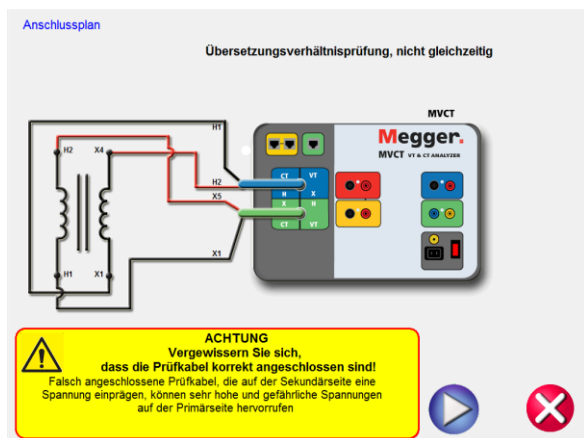 Anschlussplan
Übersetzungsverhältnisprüfung, nicht gleichzeitig
MVCT
H1
H2
X4
H2
X5
H1
X1
X1
Megger.
MVCT VT & CT ANALYZER
CT VT
H X
X H
CT VT
ACHTUNG
Vergewissern Sie sich,
dass die Prüfkabel korrekt angeschlossen sind!
Falsch angeschlossene Prüfkabel, die auf der Sekundärseite eine
Spannung einprägen, können sehr hohe und gefährliche Spannungen
auf der Primärseite hervorrufen